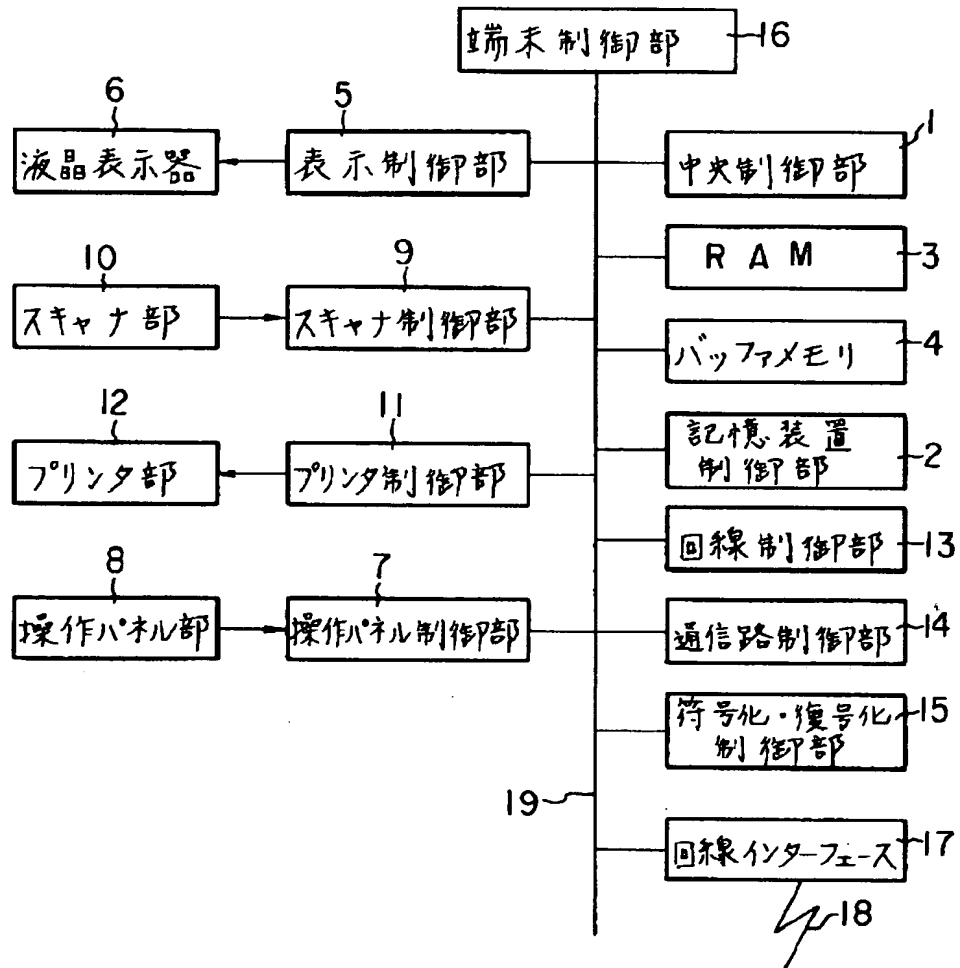 端末制御部
16
6
5
1
液晶表示器
表示制御部
中央制御部
10
9
RAM
3
スキャナ部
スキャナ制御部
バッファメモリ
4
12
11
記憶装置
制御部
2
プリンタ部
プリンタ制御部
回線制御部
13
8
7
操作パネル部
操作パネル制御部
通信路制御部
14
符号化・復号化
制御部
15
19
回線インターフェース
17
18